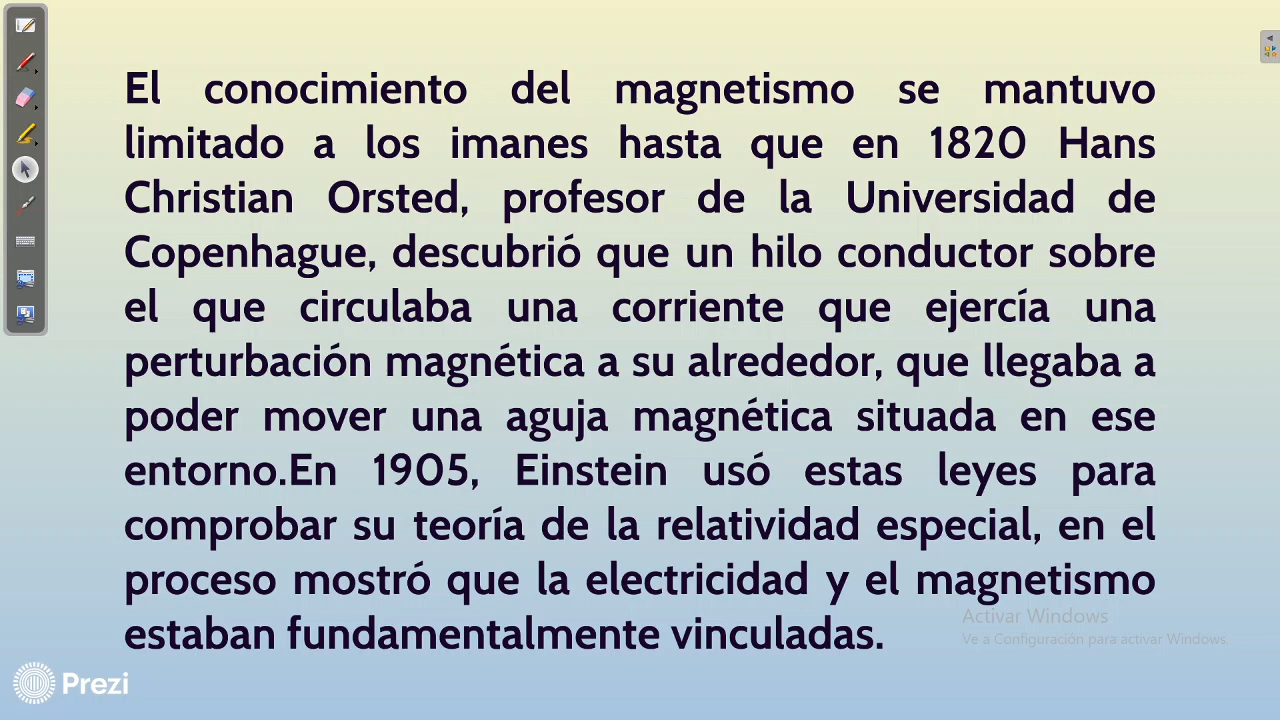 El conocimiento del magnetismo se mantuvo
limitado a los imanes hasta que en 1820 Hans
Christian Orsted, profesor de la Universidad de
Copenhague, descubrió que un hilo conductor sobre
el que circulaba una corriente que ejercía una
perturbación magnética a su alrededor, que llegaba a
poder mover una aguja magnética situada en ese
entorno.En 1905, Einstein usó estas leyes para
comprobar su teoría de la relatividad especial, en el
proceso mostró que la electricidad y el magnetismo
estaban fundamentalmente vinculadas.
Activar Windows
Ve a Configuración para activar Windows.
Prezi